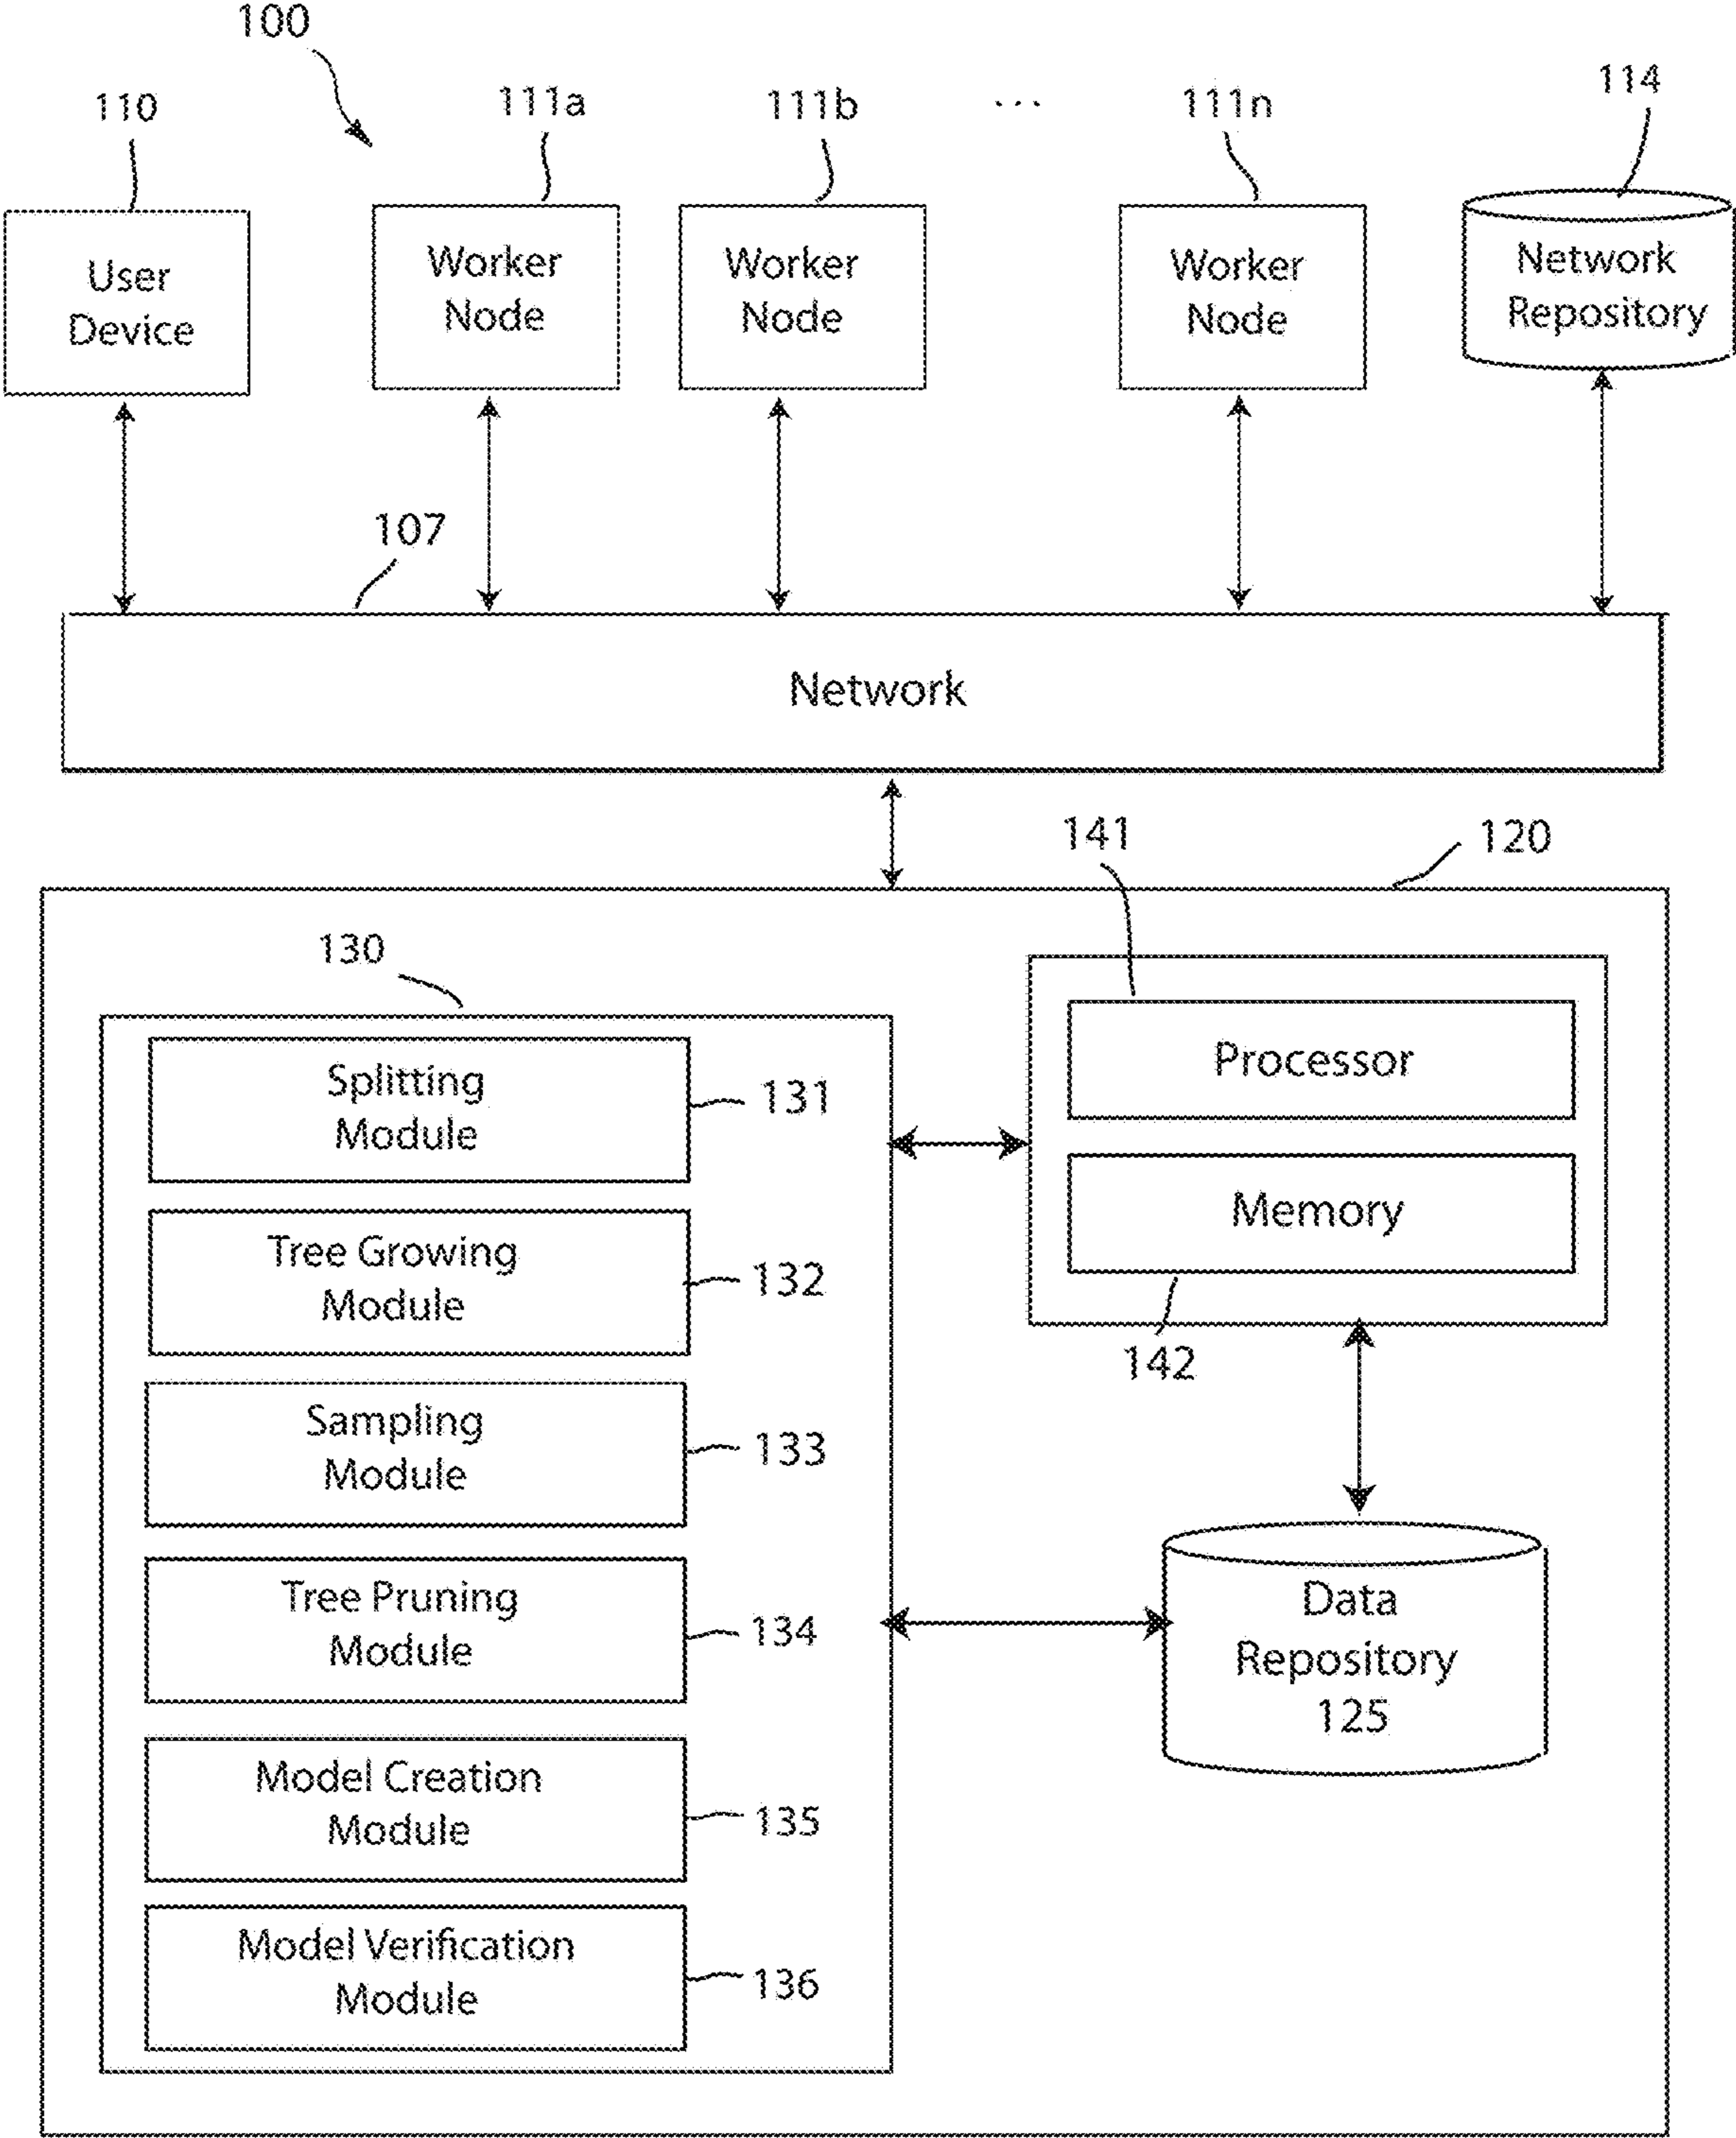 100
110
111a
111b
...
111n
114
User
Device
Worker
Node
Worker
Node
Worker
Node
Network
Repository
107
Network
141
120
130
Processor
Memory
142
Splitting
Module
131
Tree Growing
Module
132
Sampling
Module
133
Tree Pruning
Module
134
Model Creation
Module
135
Model Verification
Module
136
Data
Repository
125